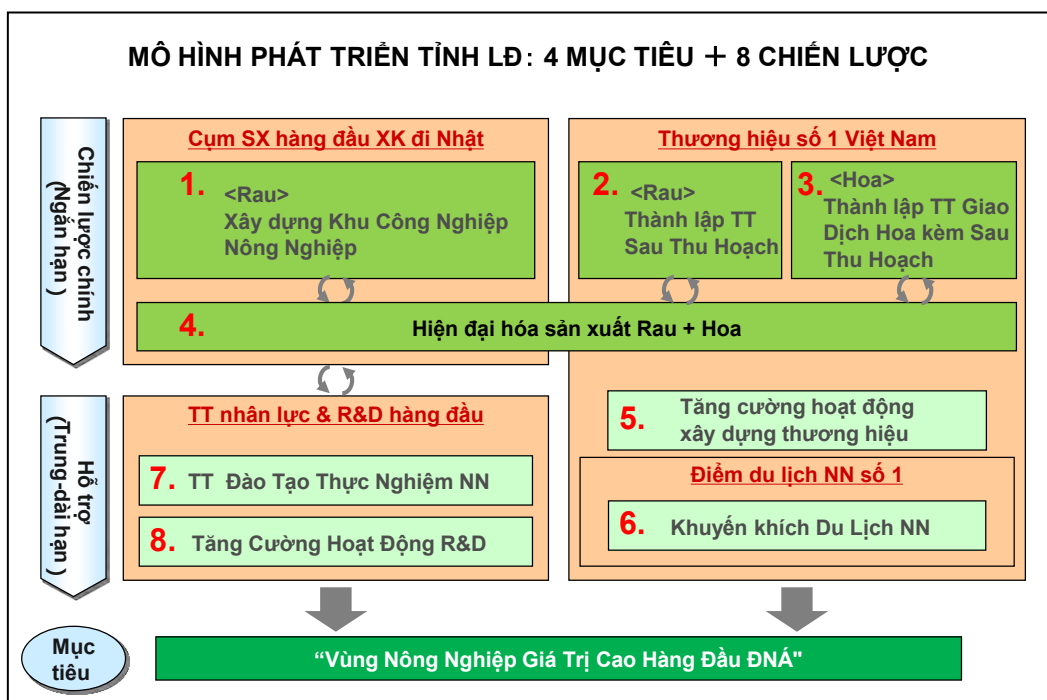 MÔ HÌNH PHÁT TRIỂN TỈNH LĐ: 4 MỤC TIÊU + 8 CHIẾN LƯỢC
Chiến lược chính
(Ngắn hạn )
Cụm SX hàng đầu XK đi Nhật
1.
<Rau>
Xây dựng Khu Công Nghiệp
Nông Nghiệp
Thương hiệu số 1 Việt Nam
2.
<Rau>
Thành lập TT
Sau Thu Hoạch
3.
<Hoa>
Thành lập TT Giao
Dịch Hoa kèm Sau
Thu Hoạch
4.
Hiện đại hóa sản xuất Rau + Hoa
Hỗ trợ
(Trung-dài hạn )
TT nhân lực & R&D hàng đầu
7. TT Đào Tạo Thực Nghiệm NN
8. Tăng Cường Hoạt Động R&D
5.
Tăng cường hoạt động
xây dựng thương hiệu
Điểm du lịch NN số 1
6. Khuyến khích Du Lịch NN
Mục
tiêu
“Vùng Nông Nghiệp Giá Trị Cao Hàng Đầu ĐNÁ"